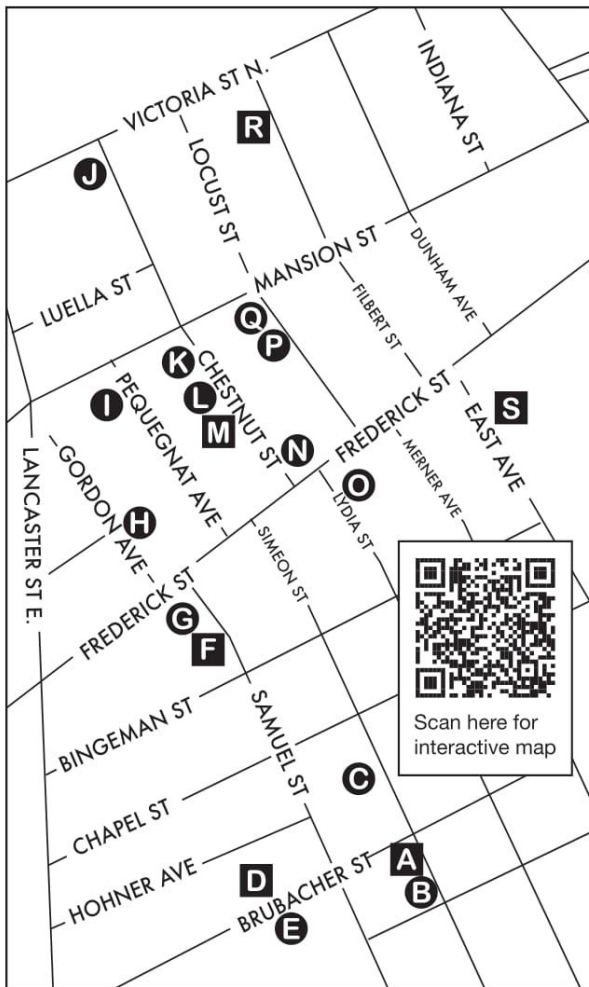 VICTORIA ST N.
INDIANA ST
R
LOCUST ST
J
MANSION ST
DUNHAM AVE
LUELLA ST
FILBERT ST
Q
P
K
CHESTNUT ST
FREDERICK ST
PEQUEGNAT AVE
I
L
S
EAST AVE
M
N
MERNER AVE
LANCASTER ST E.
GORDON AVE
O
LYDIA ST
H
SIMEON ST
FREDERICK ST
G
F
BINGEMAN ST
SAMUEL ST
Scan here for
interactive map
C
CHAPEL ST
HOHNER AVE
A
D
BRUBACHER ST
B
E